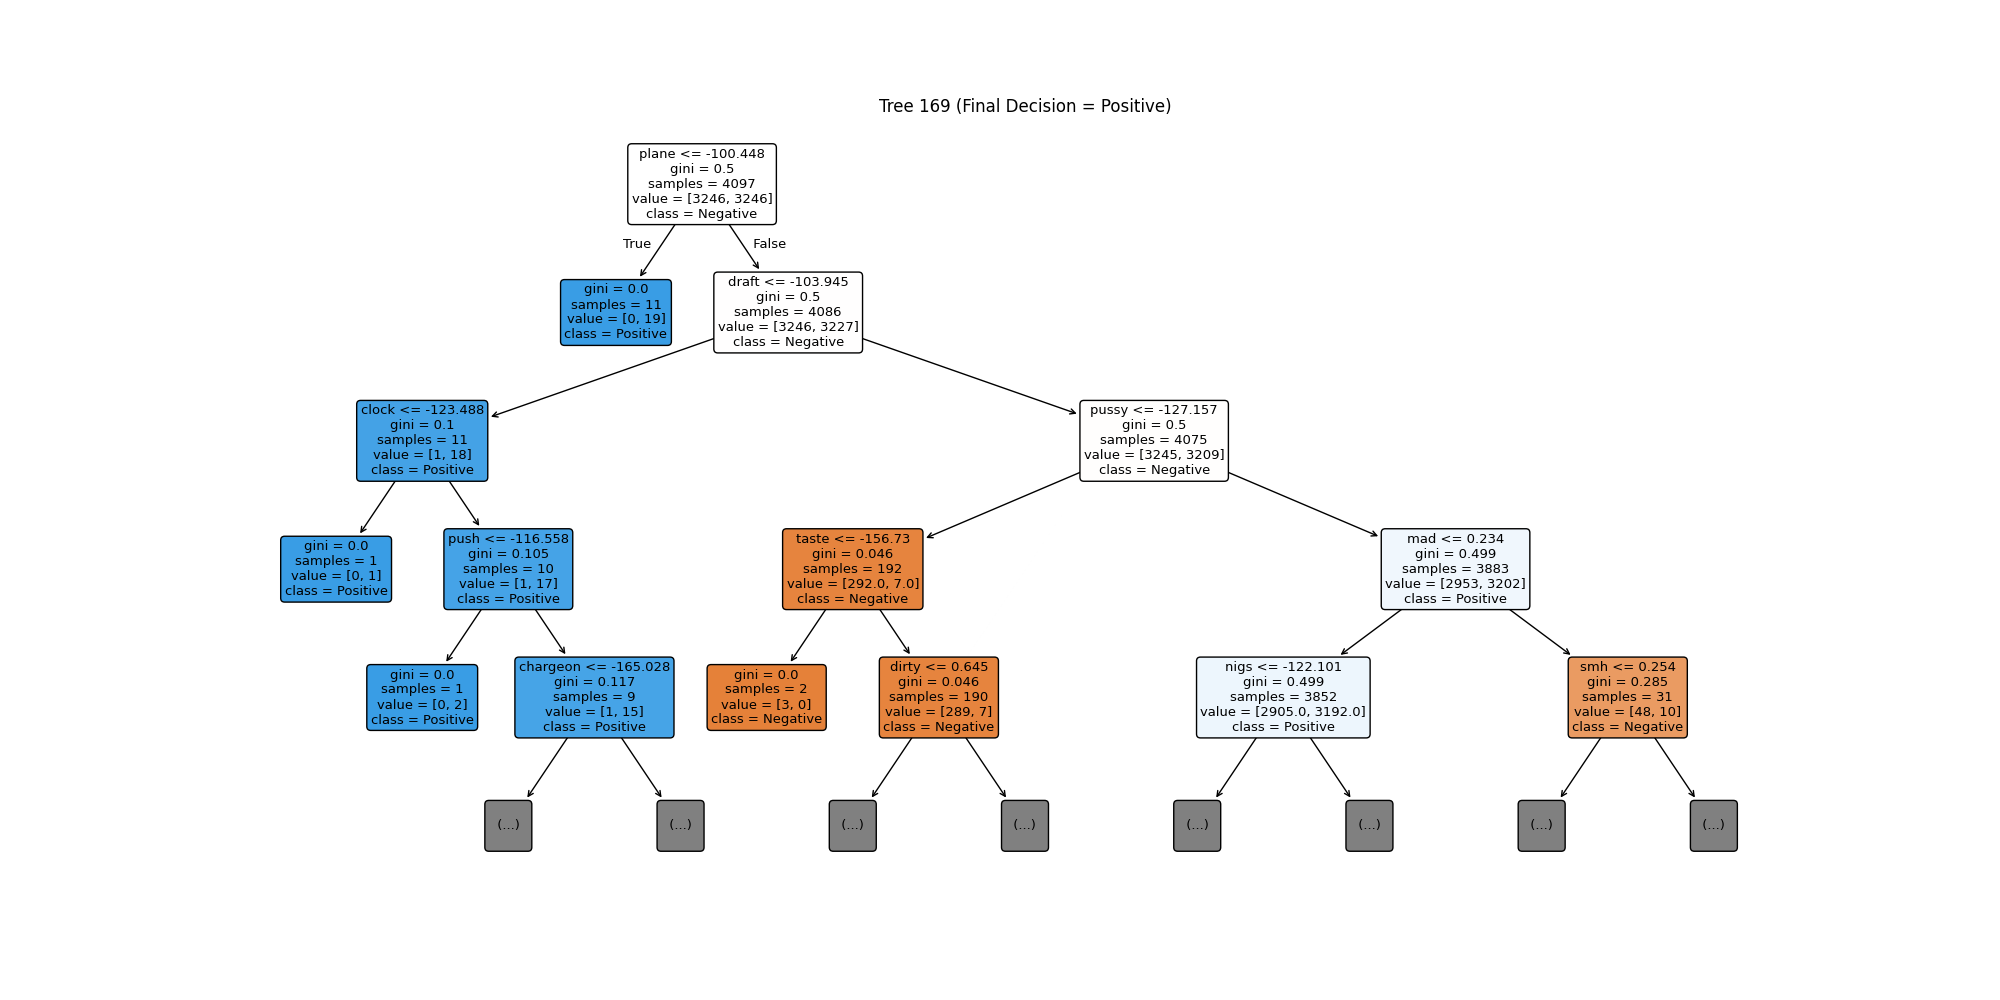 Tree 169 (Final Decision = Positive)
plane <= -100.448
gini = 0.5
samples = 4097
value = [3246, 3246]
class = Negative
True
False
gini = 0.0
samples = 11
value = [0, 19]
class = Positive
draft <= -103.945
gini = 0.5
samples = 4086
value = [3246, 3227]
class = Negative
clock <= -123.488
gini = 0.1
samples = 11
value = [1, 18]
class = Positive
pussy <= -127.157
gini = 0.5
samples = 4075
value = [3245, 3209]
class = Negative
gini = 0.0
samples = 1
value = [0, 1]
class = Positive
push <= -116.558
gini = 0.105
samples = 10
value = [1, 17]
class = Positive
taste <= -156.73
gini = 0.046
samples = 192
value = [292.0, 7.0]
class = Negative
mad <= 0.234
gini = 0.499
samples = 3883
value = [2953, 3202]
class = Positive
gini = 0.0
samples = 1
value = [0, 2]
class = Positive
chargeon <= -165.028
gini = 0.117
samples = 9
value = [1, 15]
class = Positive
gini = 0.0
samples = 2
value = [3, 0]
class = Negative
dirty <= 0.645
gini = 0.046
samples = 190
value = [289, 7]
class = Negative
nigs <= -122.101
gini = 0.499
samples = 3852
value = [2905.0, 3192.0]
class = Positive
smh <= 0.254
gini = 0.285
samples = 31
value = [48, 10]
class = Negative
(...)
(...)
(...)
(...)
(...)
(...)
(...)
(...)